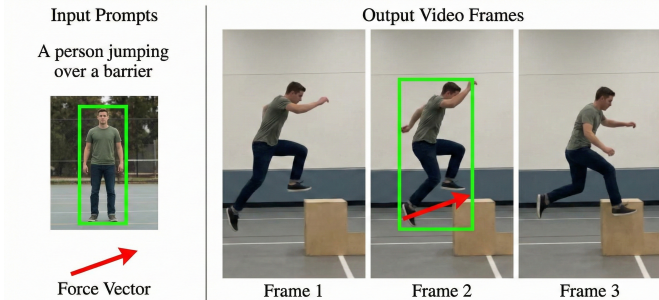 Input Prompts
A person jumping
over a barrier
Force Vector
Output Video Frames
Frame 1
Frame 2
Frame 3